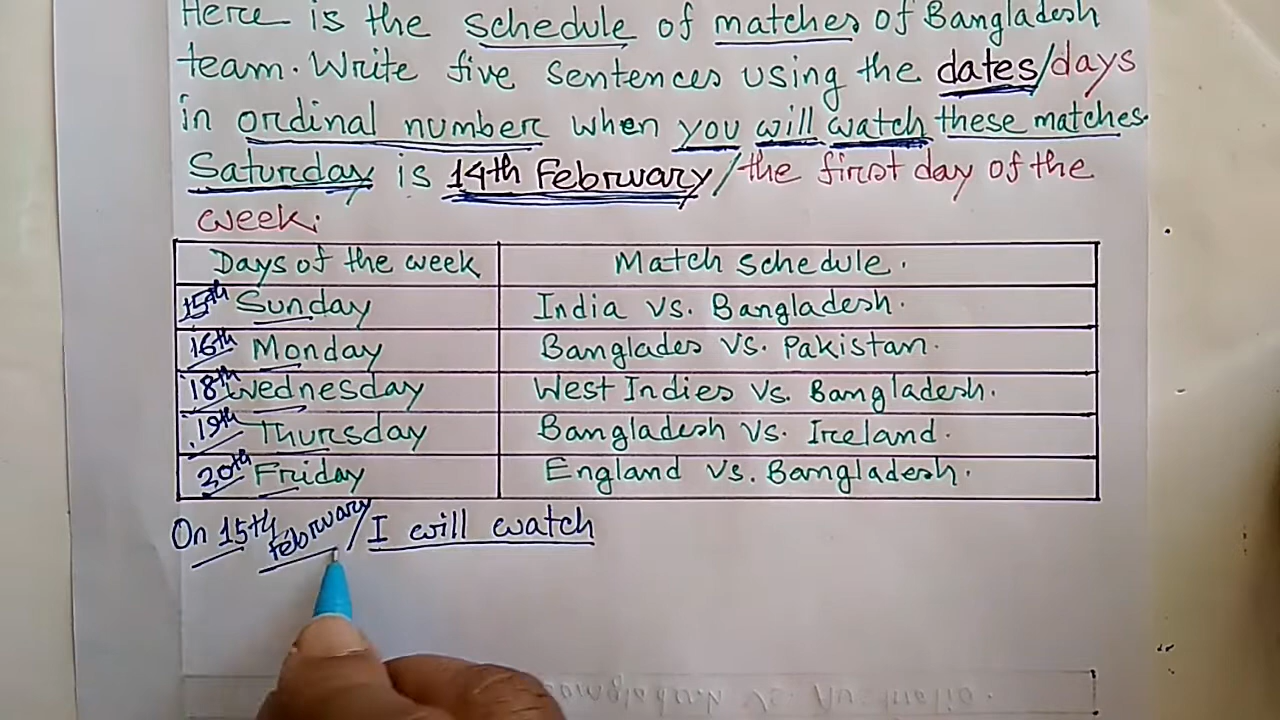 Here is the schedule of matches of Bangladesh
team. Write five sentences using the dates/days
in ordinal number when you will watch these matches.
Saturday is 14th February/the first day of the
week.
Days of the week Match schedule.
15th Sunday India vs. Bangladesh.
16th Monday Banglades vs. Pakistan.
18th Wednesday West Indies vs. Bangladesh.
19th Thursday Bangladesh vs. Ireland.
20th Friday England vs. Bangladesh.
On 15th February/I will watch